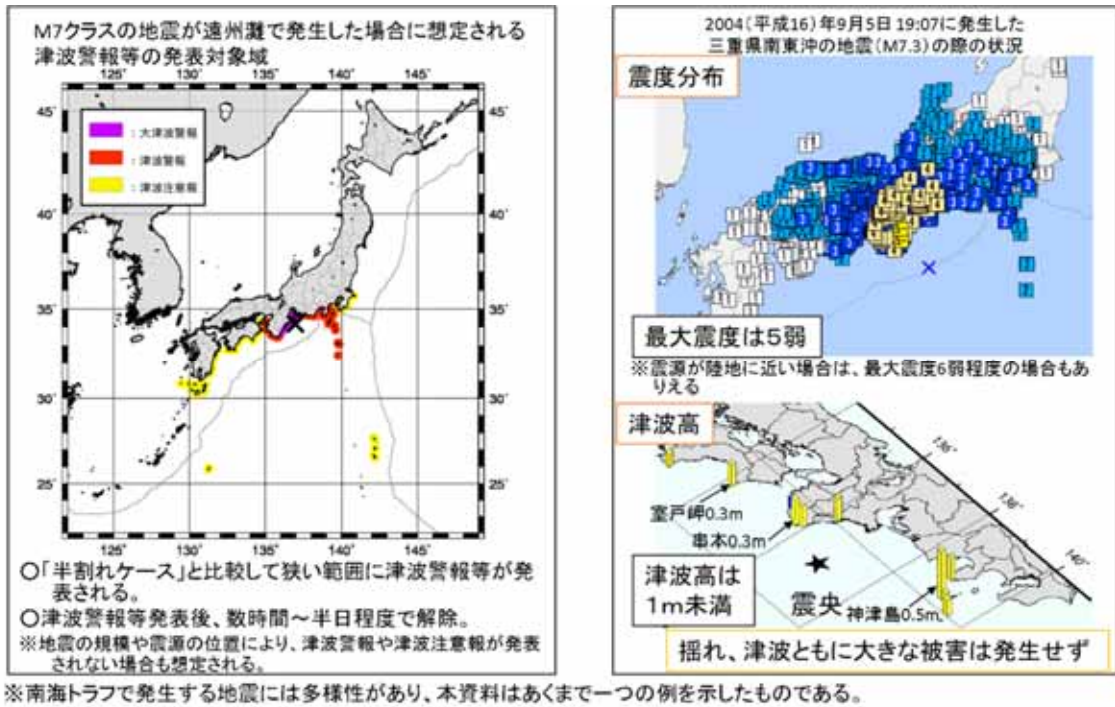 M7クラスの地震が遠州灘で発生した場合に想定される
津波警報等の発表対象域
125° 130° 135° 140° 145°
45°
40°
35°
30°
25°
:大津波警報
:津波警報
:津波注意報
45°
40°
35°
30°
25°
125° 130° 135° 140° 145°
○「半割れケース」と比較して狭い範囲に津波警報等が発
表される。
○津波警報等発表後、数時間～半日程度で解除。
※地震の規模や震源の位置により、津波警報や津波注意報が発表
されない場合も想定される。
2004(平成16)年9月5日 19:07に発生した
三重県南東沖の地震(M7.3)の際の状況
震度分布
最大震度は5弱
※震源が陸地に近い場合は、最大震度6弱程度の場合もあ
りえる
津波高
136°
138°
140°
室戸岬0.3m
串本0.3m
津波高は
1m未満
震央
神津島0.5m
揺れ、津波ともに大きな被害は発生せず
※南海トラフで発生する地震には多様性があり、本資料はあくまで一つの例を示したものである。